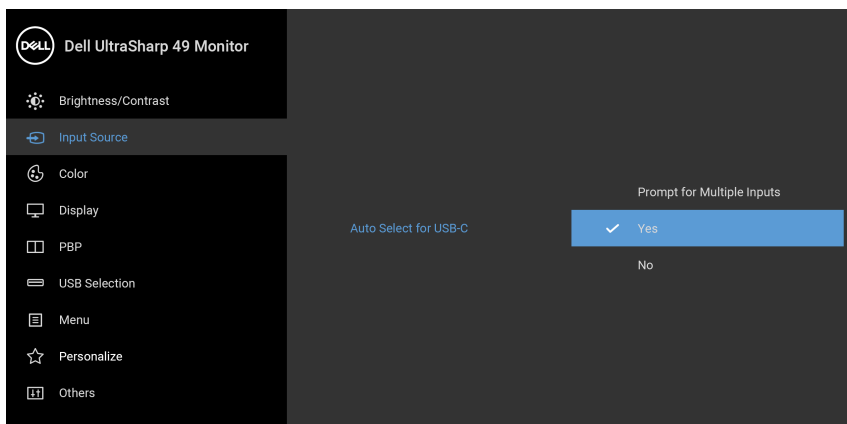 DELL Dell UltraSharp 49 Monitor
Brightness/Contrast
Input Source
Color
Display
PBP
USB Selection
Menu
Personalize
Others
Auto Select for USB-C
Prompt for Multiple Inputs
Yes
No